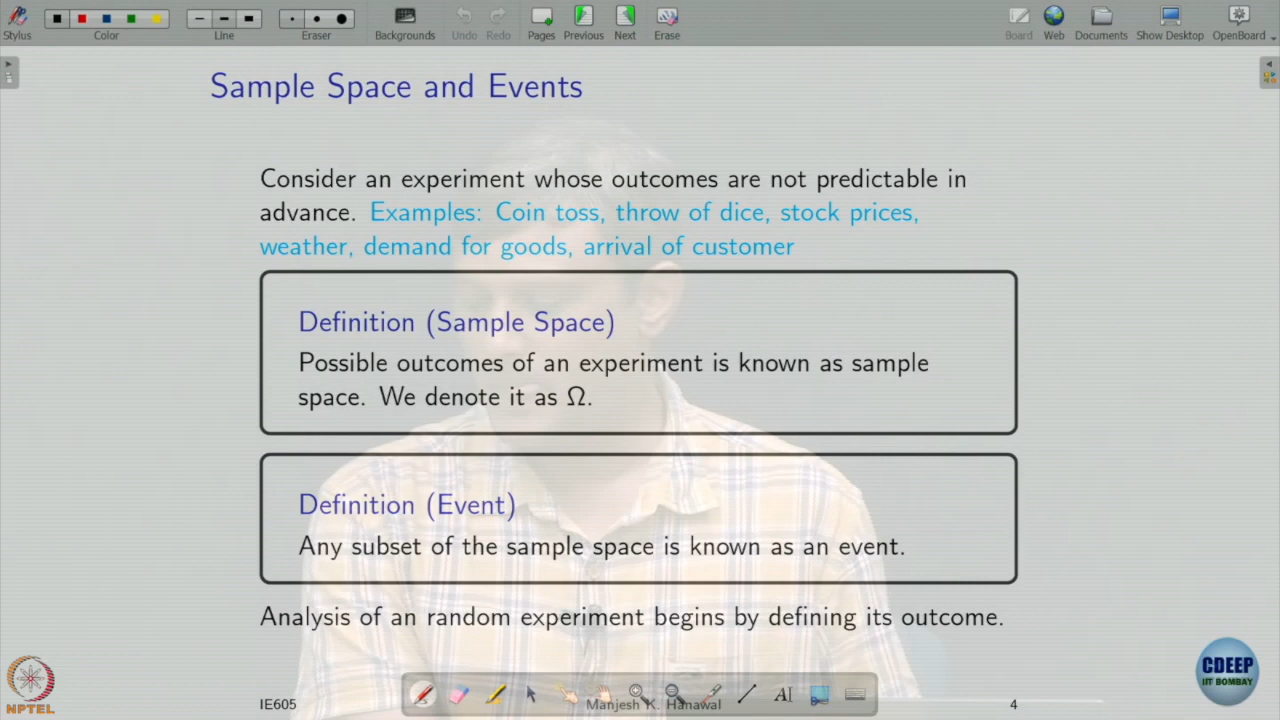 Stylus Color Line Eraser Backgrounds Undo Redo Pages Previous Next Erase Board Web Documents Show Desktop OpenBoard
Sample Space and Events
Consider an experiment whose outcomes are not predictable in
advance. Examples: Coin toss, throw of dice, stock prices,
weather, demand for goods, arrival of customer
Definition (Sample Space)
Possible outcomes of an experiment is known as sample
space. We denote it as Ω.
Definition (Event)
Any subset of the sample space is known as an event.
Analysis of an random experiment begins by defining its outcome.
CDEEP
IIT BOMBAY
NPTEL
IE605 Manjesh K. Hanawal 4
AI